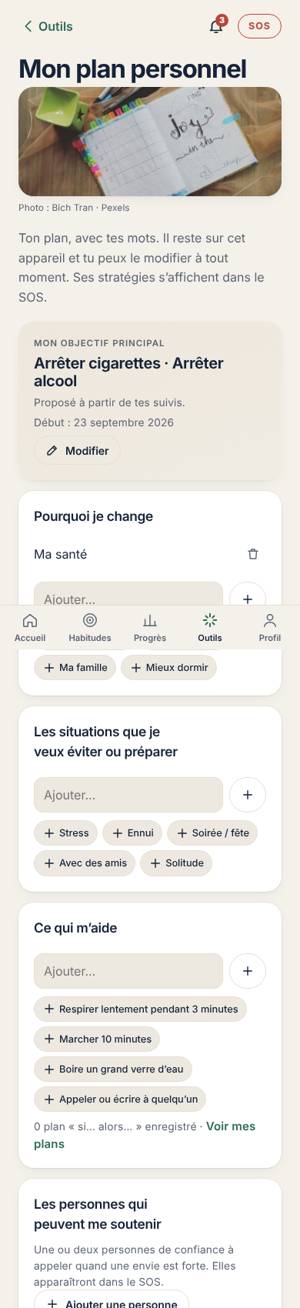 Outils
3
SOS
Mon plan personnel
joy
in the
Photo : Bich Tran · Pexels
Ton plan, avec tes mots. Il reste sur cet
appareil et tu peux le modifier à tout
moment. Ses stratégies s’affichent dans le
SOS.
MON OBJECTIF PRINCIPAL
Arrêter cigarettes · Arrêter
alcool
Proposé à partir de tes suivis.
Début : 23 septembre 2026
Modifier
Pourquoi je change
Ma santé
Ajouter...
Accueil Habitudes Progrès Outils Profil
+ Ma famille + Mieux dormir
Les situations que je
veux éviter ou préparer
Ajouter... +
+ Stress + Ennui + Soirée / fête
+ Avec des amis + Solitude
Ce qui m’aide
Ajouter... +
+ Respirer lentement pendant 3 minutes
+ Marcher 10 minutes
+ Boire un grand verre d’eau
+ Appeler ou écrire à quelqu’un
0 plan « si... alors... » enregistré · Voir mes
plans
Les personnes qui
peuvent me soutenir
Une ou deux personnes de confiance à
appeler quand une envie est forte. Elles
apparaîtront dans le SOS.
+ Ajouter une personne